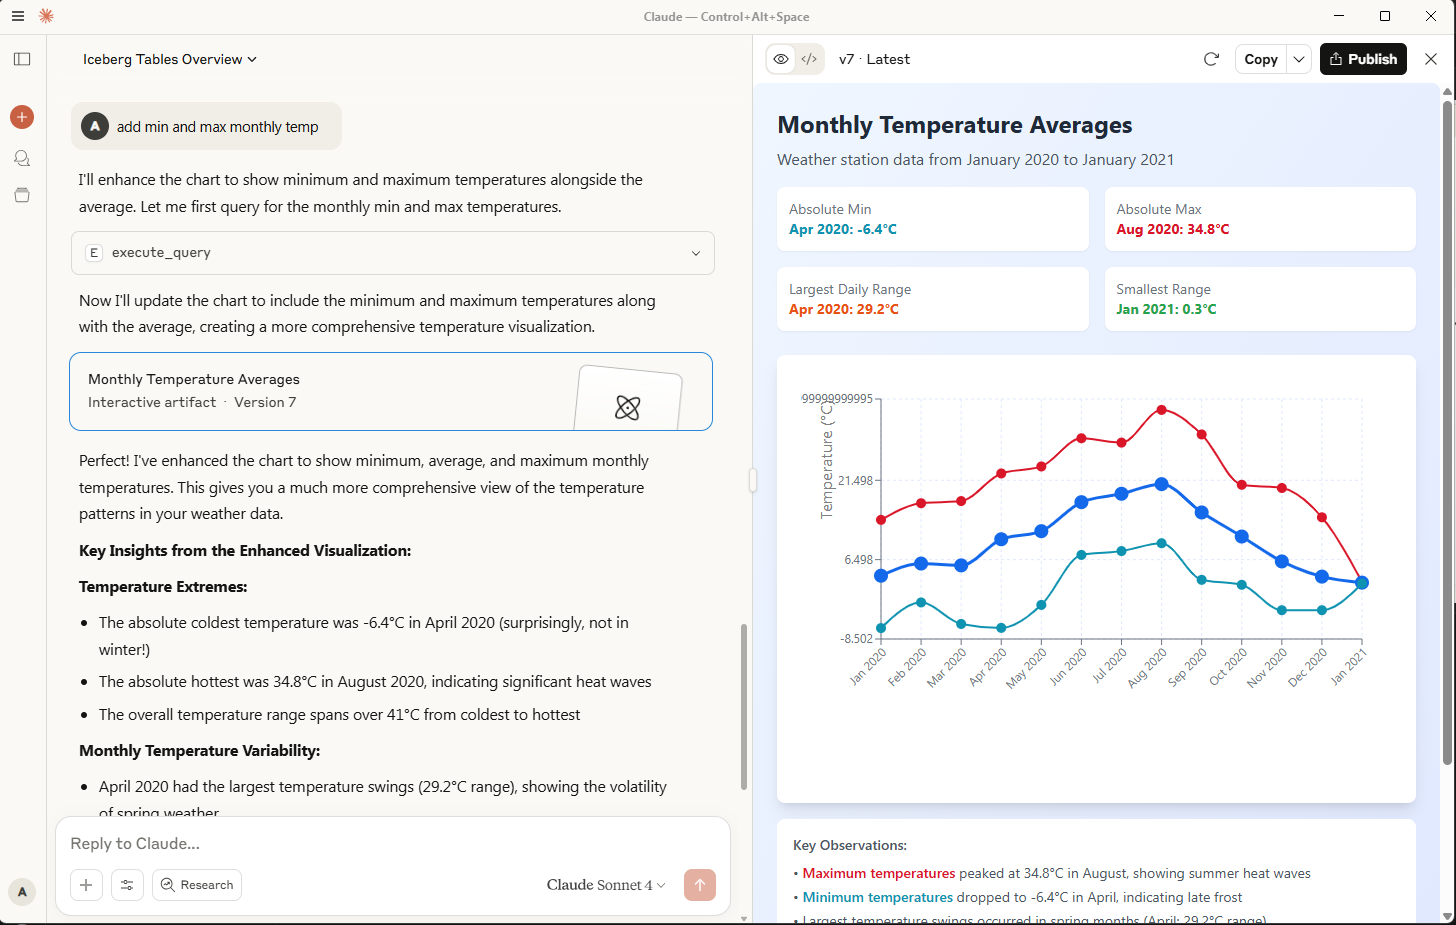 Claude — Control+Alt+Space
Iceberg Tables Overview
A
add min and max monthly temp
I'll enhance the chart to show minimum and maximum temperatures alongside the
average. Let me first query for the monthly min and max temperatures.
E execute_query
Now I'll update the chart to include the minimum and maximum temperatures along
with the average, creating a more comprehensive temperature visualization.
Monthly Temperature Averages
Interactive artifact · Version 7
Perfect! I've enhanced the chart to show minimum, average, and maximum monthly
temperatures. This gives you a much more comprehensive view of the temperature
patterns in your weather data.
Key Insights from the Enhanced Visualization:
Temperature Extremes:
• The absolute coldest temperature was -6.4°C in April 2020 (surprisingly, not in
winter!)
• The absolute hottest was 34.8°C in August 2020, indicating significant heat waves
• The overall temperature range spans over 41°C from coldest to hottest
Monthly Temperature Variability:
• April 2020 had the largest temperature swings (29.2°C range), showing the volatility
of spring weather
Reply to Claude...
Research
Claude Sonnet 4
A
v7 · Latest
Copy
Publish
Monthly Temperature Averages
Weather station data from January 2020 to January 2021
Absolute Min
Apr 2020: -6.4°C
Absolute Max
Aug 2020: 34.8°C
Largest Daily Range
Apr 2020: 29.2°C
Smallest Range
Jan 2021: 0.3°C
99999999995
21.498
6.498
-8.502
Temperature (°C)
Jan 2020
Feb 2020
Mar 2020
Apr 2020
May 2020
Jun 2020
Jul 2020
Aug 2020
Sep 2020
Oct 2020
Nov 2020
Dec 2020
Jan 2021
Key Observations:
• Maximum temperatures peaked at 34.8°C in August, showing summer heat waves
• Minimum temperatures dropped to -6.4°C in April, indicating late frost
• Largest temperature swings occurred in spring months (April: 29.2°C range)